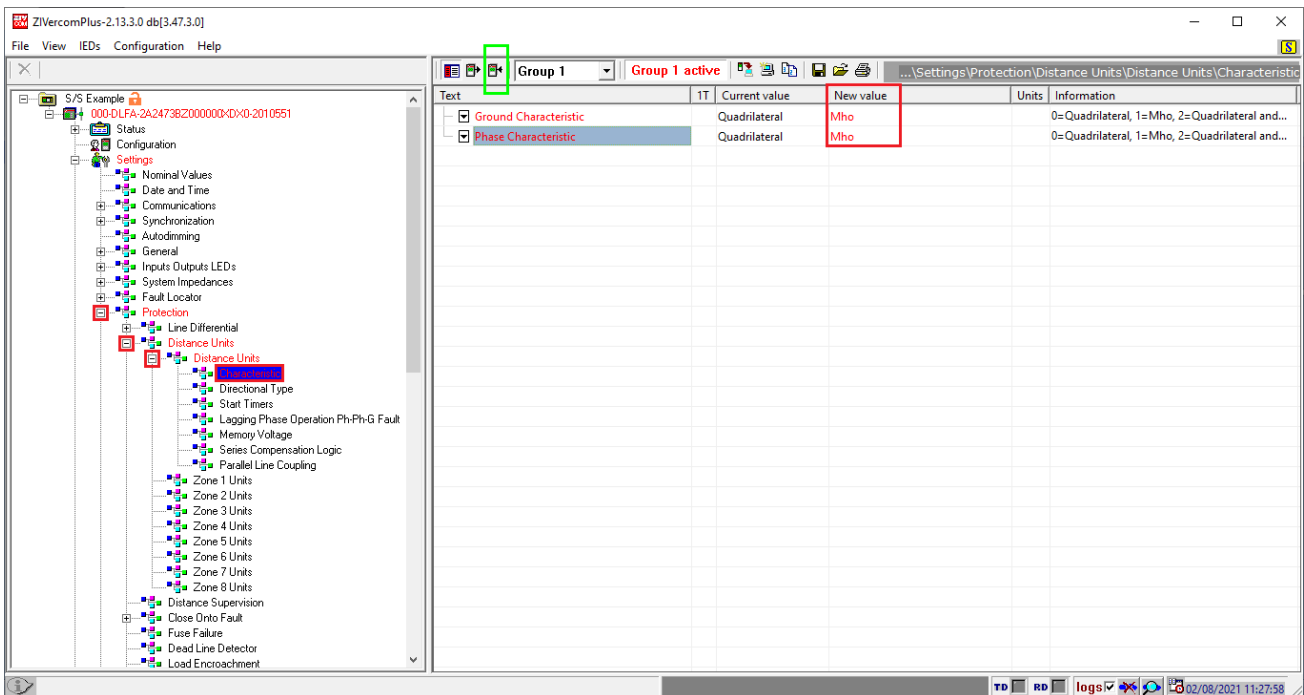 ZIVercomPlus-2.13.3.0 db[3.47.3.0]
File View IEDs Configuration Help
S
Group 1 Group 1 active ...\Settings\Protection\Distance Units\Distance Units\Characteristic
S/S Example
000-DLFA-2A2473BZ000000XDX0-2010551
Status
Configuration
Settings
Nominal Values
Date and Time
Communications
Synchronization
Autodimming
General
Inputs Outputs LEDs
System Impedances
Fault Locator
Protection
Line Differential
Distance Units
Distance Units
Characteristic
Directional Type
Start Timers
Lagging Phase Operation Ph-Ph-G Fault
Memory Voltage
Series Compensation Logic
Parallel Line Coupling
Zone 1 Units
Zone 2 Units
Zone 3 Units
Zone 4 Units
Zone 5 Units
Zone 6 Units
Zone 7 Units
Zone 8 Units
Distance Supervision
Close Onto Fault
Fuse Failure
Dead Line Detector
Load Encroachment
Text 1T Current value New value Units Information
Ground Characteristic Quadrilateral Mho 0=Quadrilateral, 1=Mho, 2=Quadrilateral and...
Phase Characteristic Quadrilateral Mho 0=Quadrilateral, 1=Mho, 2=Quadrilateral and...
TD RD logs 02/08/2021 11:27:58